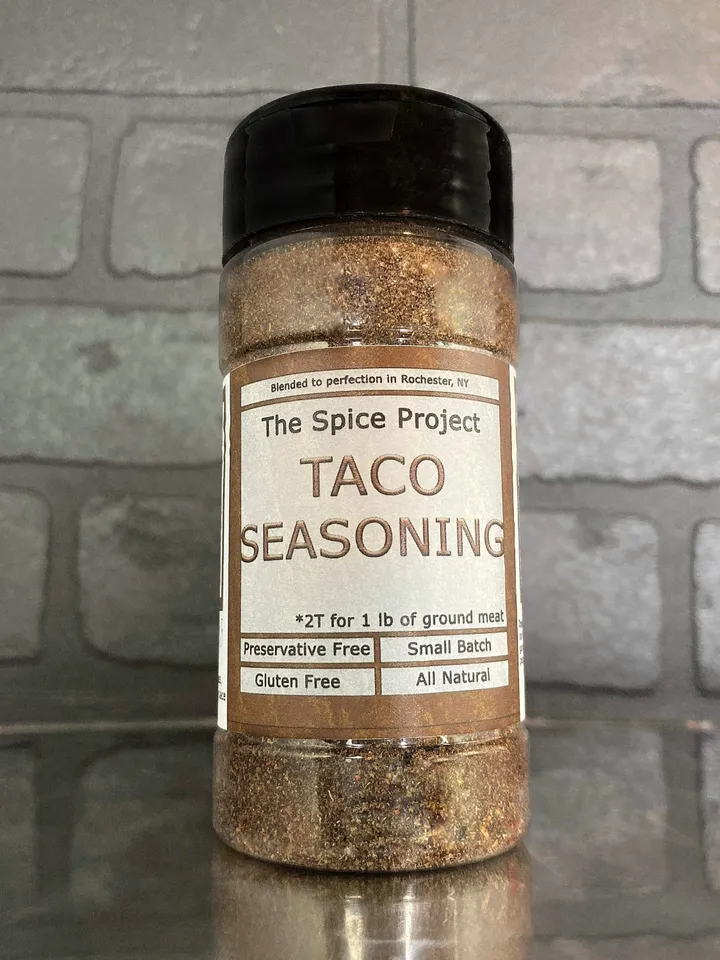 Blended to perfection in Rochester, NY
The Spice Project
TACO
SEASONING
*2T for 1 lb of ground meat
Preservative Free
Small Batch
Gluten Free
All Natural